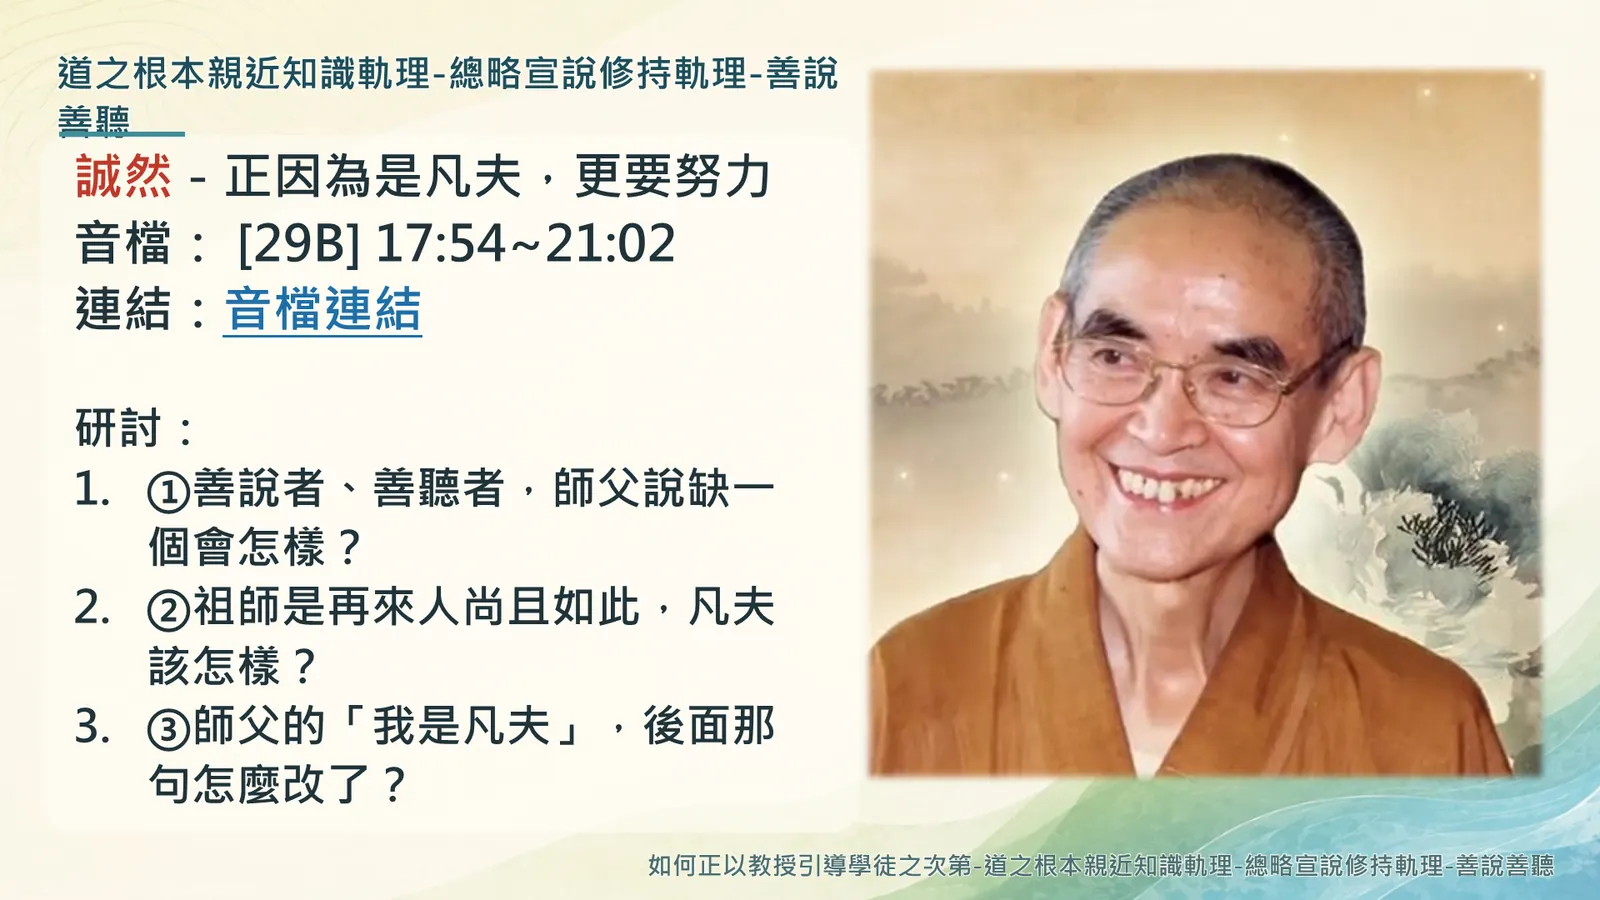 道之根本親近知識軌理-總略宣說修持軌理-善說
善聽
誠然 - 正因為是凡夫，更要努力
音檔： [29B] 17:54~21:02
連結：音檔連結
研討：
1. ①善說者、善聽者，師父說缺一
個會怎樣？
2. ②祖師是再來人尚且如此，凡夫
該怎樣？
3. ③師父的「我是凡夫」，後面那
句怎麼改了？
如何正以教授引導學徒之次第-道之根本親近知識軌理-總略宣說修持軌理-善說善聽